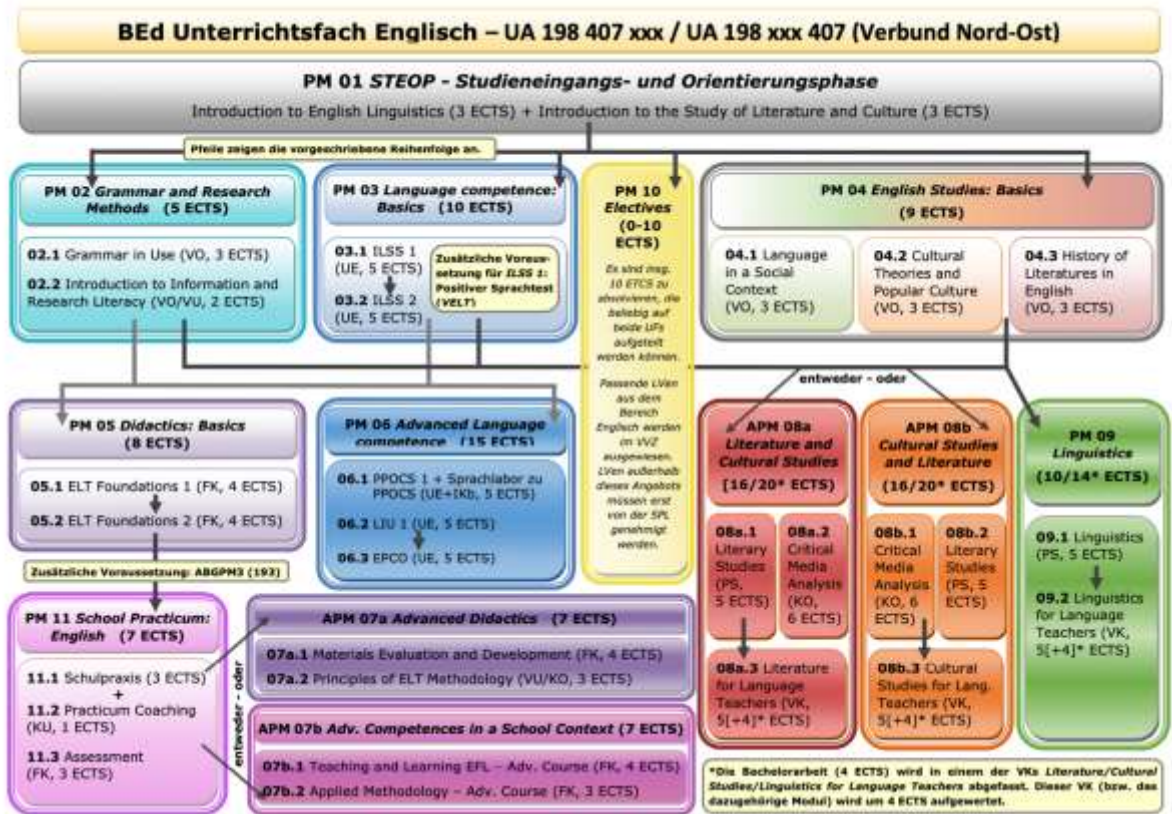 BEd Unterrichtsfach Englisch – UA 198 407 xxx / UA 198 xxx 407 (Verbund Nord-Ost)
PM 01 STEOP - Studieneingangs- und Orientierungsphase
Introduction to English Linguistics (3 ECTS) + Introduction to the Study of Literature and Culture (3 ECTS)
Pfeile zeigen die vorgeschriebene Reihenfolge an.
PM 02 Grammar and Research
Methods (5 ECTS)
02.1 Grammar in Use (VO, 3 ECTS)
02.2 Introduction to Information and
Research Literacy (VO/VU, 2 ECTS)
PM 03 Language competence:
Basics (10 ECTS)
03.1 ILSS 1
(UE, 5 ECTS)
03.2 ILSS 2
(UE, 5 ECTS)
Zusätzliche Voraus-
setzung für ILSS 1:
Positiver Sprachtest
(VELT)
PM 10
Electives
(0-10
ECTS)
Es sind insg.
10 ETCS zu
absolvieren, die
beliebig auf
beide UFs
aufgeteilt
werden können.
Passende LVen
aus dem
Bereich
Englisch werden
im VVZ
ausgewiesen.
LVen außerhalb
dieses Angebots
müssen erst
von der SPL
genehmigt
werden.
PM 04 English Studies: Basics
(9 ECTS)
04.1 Language
in a Social
Context
(VO, 3 ECTS)
04.2 Cultural
Theories and
Popular Culture
(VO, 3 ECTS)
04.3 History of
Literatures in
English
(VO, 3 ECTS)
entweder - oder
PM 05 Didactics: Basics
(8 ECTS)
05.1 ELT Foundations 1 (FK, 4 ECTS)
05.2 ELT Foundations 2 (FK, 4 ECTS)
Zusätzliche Voraussetzung: ABGPM3 (193)
PM 06 Advanced Language
competence (15 ECTS)
06.1 PPOCS 1 + Sprachlabor zu
PPOCS (UE+IKb, 5 ECTS)
06.2 LIU 1 (UE, 5 ECTS)
06.3 EPCO (UE, 5 ECTS)
APM 08a
Literature and
Cultural Studies
(16/20* ECTS)
08a.1
Literary
Studies
(PS,
5 ECTS)
08a.2
Critical
Media
Analysis
(KO,
6 ECTS)
08a.3 Literature
for Language
Teachers (VK,
5[+4]* ECTS)
APM 08b
Cultural Studies
and Literature
(16/20* ECTS)
08b.1
Critical
Media
Analysis
(KO, 6
ECTS)
08b.2
Literary
Studies
(PS, 5
ECTS)
08b.3 Cultural
Studies for Lang.
Teachers (VK,
5[+4]* ECTS)
PM 09
Linguistics
(10/14* ECTS)
09.1 Linguistics
(PS, 5 ECTS)
09.2 Linguistics
for Language
Teachers (VK,
5[+4]* ECTS)
PM 11 School Practicum:
English (7 ECTS)
11.1 Schulpraxis (3 ECTS)
+
11.2 Practicum Coaching
(KU, 1 ECTS)
11.3 Assessment
(FK, 3 ECTS)
entweder - oder
APM 07a Advanced Didactics (7 ECTS)
07a.1 Materials Evaluation and Development (FK, 4 ECTS)
07a.2 Principles of ELT Methodology (VU/KO, 3 ECTS)
APM 07b Adv. Competences in a School Context (7 ECTS)
07b.1 Teaching and Learning EFL – Adv. Course (FK, 4 ECTS)
07b.2 Applied Methodology – Adv. Course (FK, 3 ECTS)
*Die Bachelorarbeit (4 ECTS) wird in einem der VKs Literature/Cultural
Studies/Linguistics for Language Teachers abgefasst. Dieser VK (bzw. das
dazugehörige Modul) wird um 4 ECTS aufgewertet.